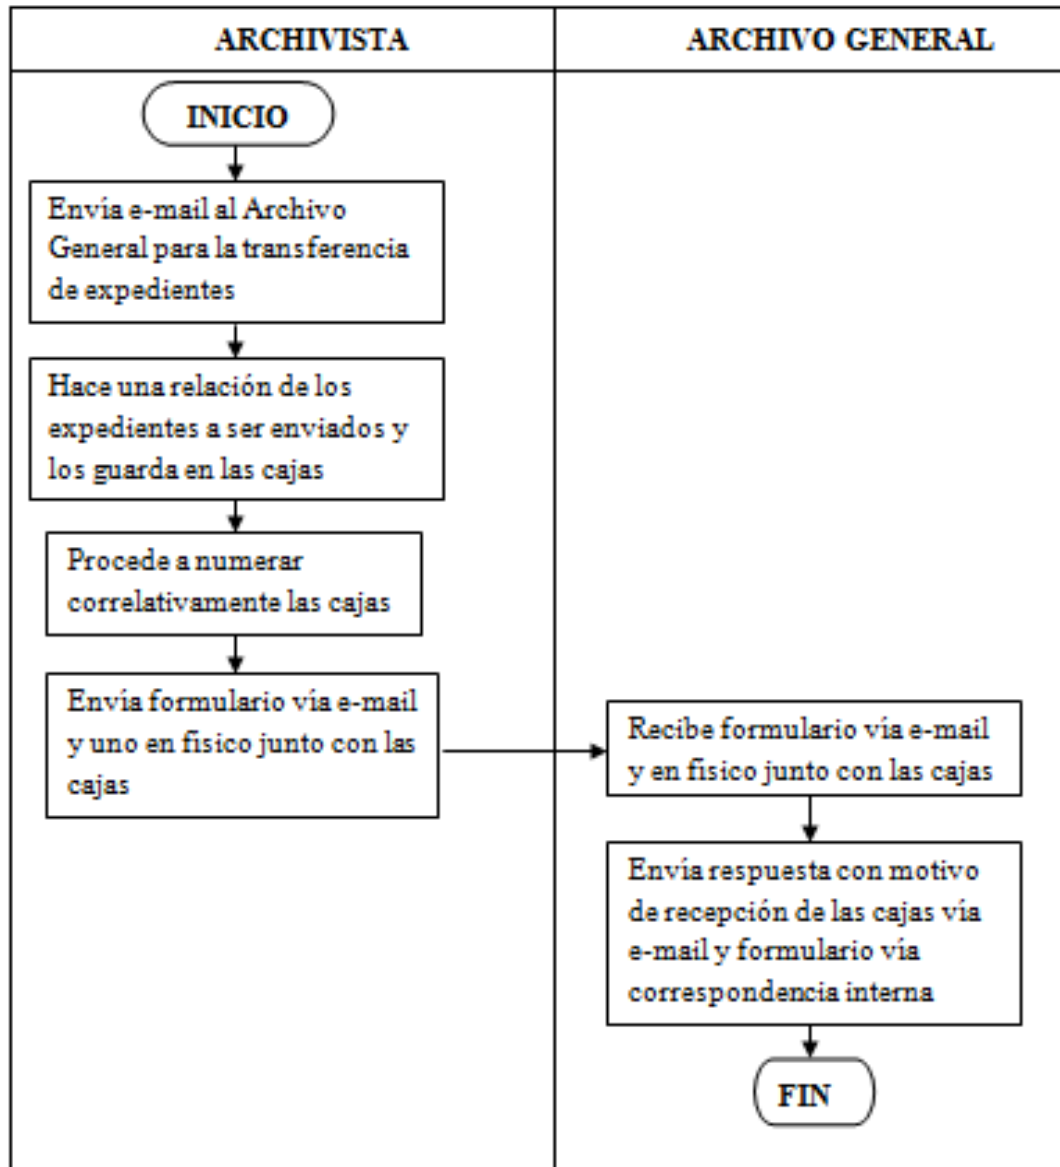 ARCHIVISTA
ARCHIVO GENERAL
INICIO
Envía e-mail al Archivo
General para la transferencia
de expedientes
Hace una relación de los
expedientes a ser enviados y
los guarda en las cajas
Procede a numerar
correlativamente las cajas
Envía formulario vía e-mail
y uno en físico junto con las
cajas
Recibe formulario vía e-mail
y en físico junto con las cajas
Envía respuesta con motivo
de recepción de las cajas vía
e-mail y formulario vía
correspondencia interna
FIN